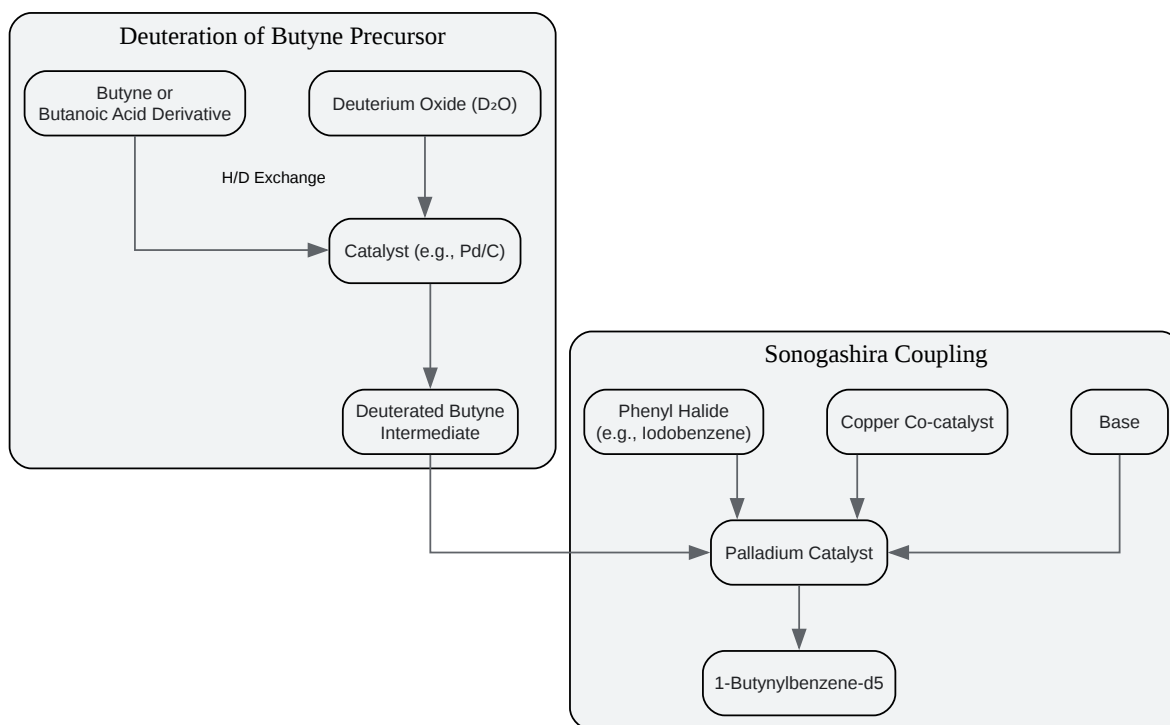 Deuteration of Butyne Precursor
Butyne or
Butanoic Acid Derivative
Deuterium Oxide (D₂O)
H/D Exchange
Catalyst (e.g., Pd/C)
Deuterated Butyne
Intermediate
Sonogashira Coupling
Phenyl Halide
(e.g., Iodobenzene)
Copper Co-catalyst
Base
Palladium Catalyst
1-Butynylbenzene-d5